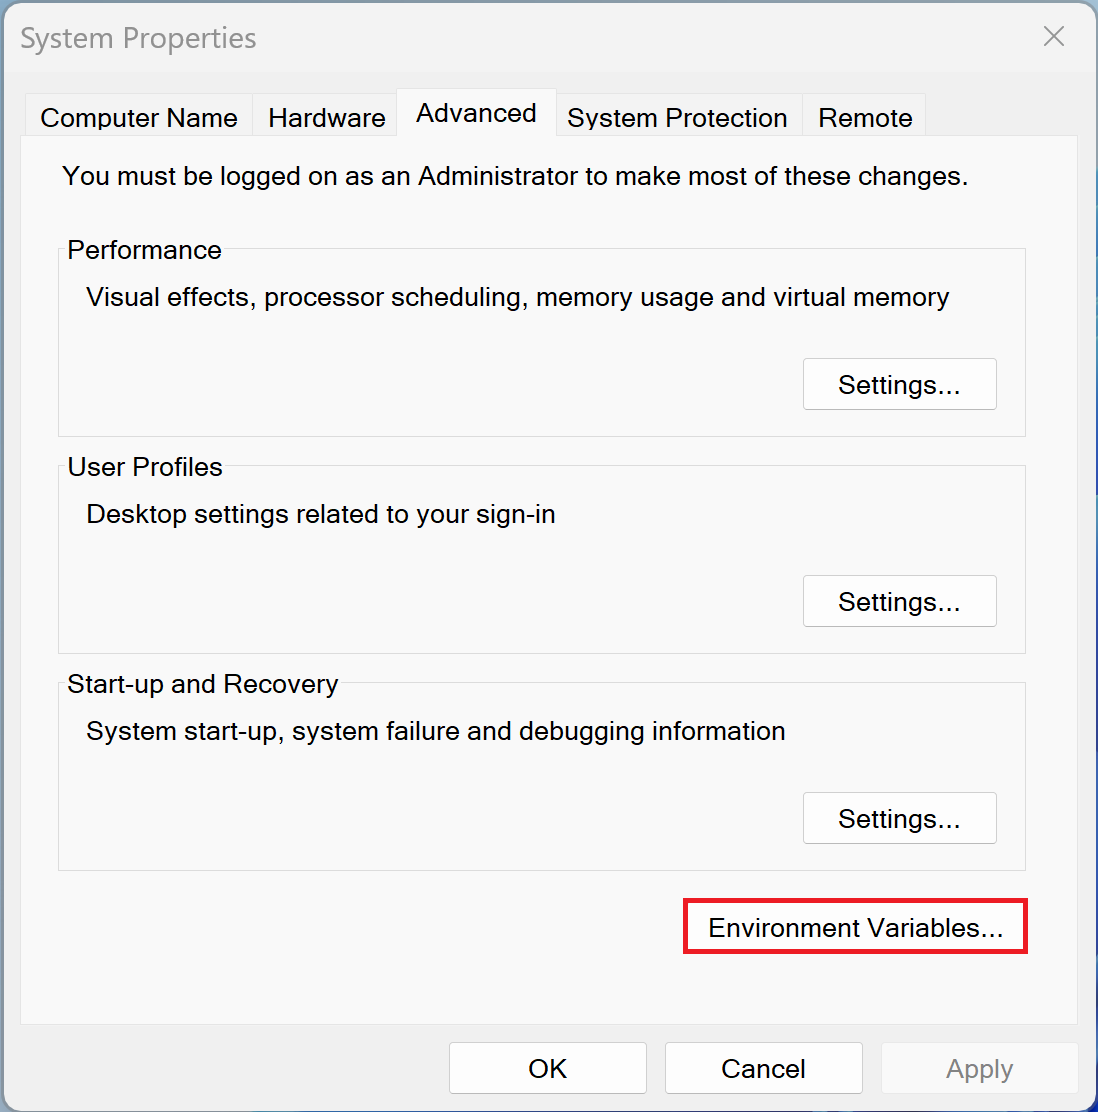 System Properties
Computer Name Hardware Advanced System Protection Remote
You must be logged on as an Administrator to make most of these changes.
Performance
Visual effects, processor scheduling, memory usage and virtual memory
Settings...
User Profiles
Desktop settings related to your sign-in
Settings...
Start-up and Recovery
System start-up, system failure and debugging information
Settings...
Environment Variables...
OK Cancel Apply